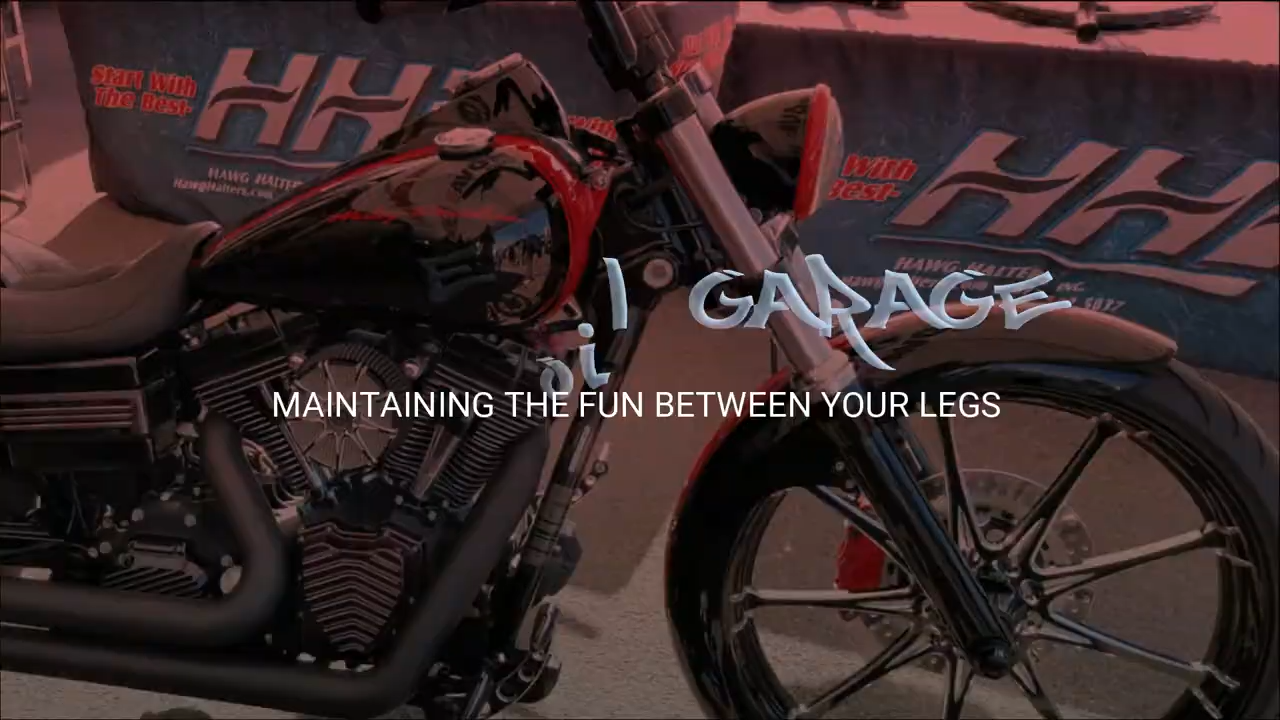 Start With
The Best-
HH
HAWG HALTERS
HawgHalters.com
With
Best-
HH
HAWG HALTERS INC.
I GARAGE
MAINTAINING THE FUN BETWEEN YOUR LEGS